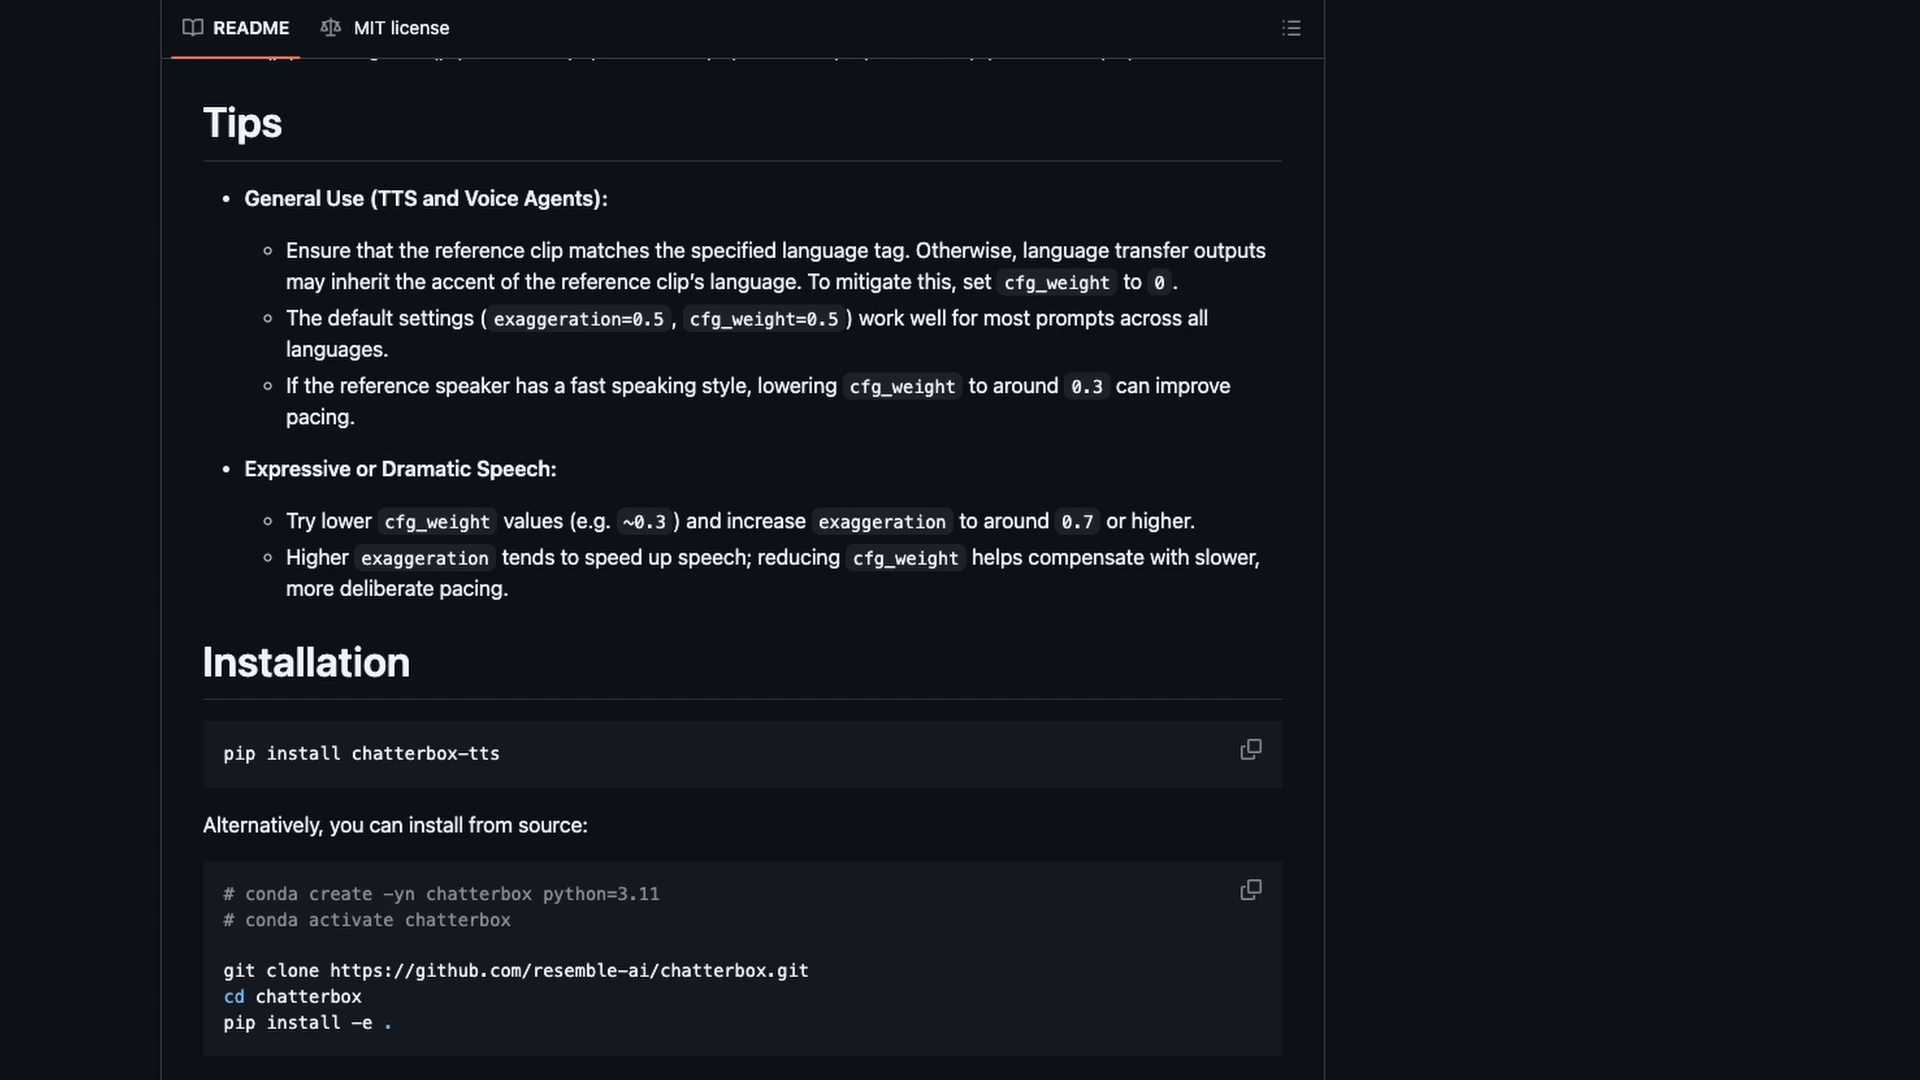 README
MIT license
Tips
General Use (TTS and Voice Agents):
Ensure that the reference clip matches the specified language tag. Otherwise, language transfer outputs
may inherit the accent of the reference clip’s language. To mitigate this, set cfg_weight to 0 .
The default settings ( exaggeration=0.5 , cfg_weight=0.5 ) work well for most prompts across all
languages.
If the reference speaker has a fast speaking style, lowering cfg_weight to around 0.3 can improve
pacing.
Expressive or Dramatic Speech:
Try lower cfg_weight values (e.g. ~0.3 ) and increase exaggeration to around 0.7 or higher.
Higher exaggeration tends to speed up speech; reducing cfg_weight helps compensate with slower,
more deliberate pacing.
Installation
pip install chatterbox-tts
Alternatively, you can install from source:
# conda create -yn chatterbox python=3.11
# conda activate chatterbox
git clone https://github.com/resemble-ai/chatterbox.git
cd chatterbox
pip install -e .